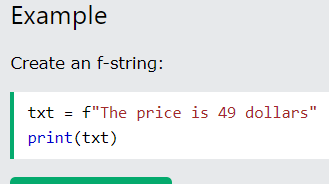 Example
Create an f-string:
txt = f"The price is 49 dollars"
print(txt)